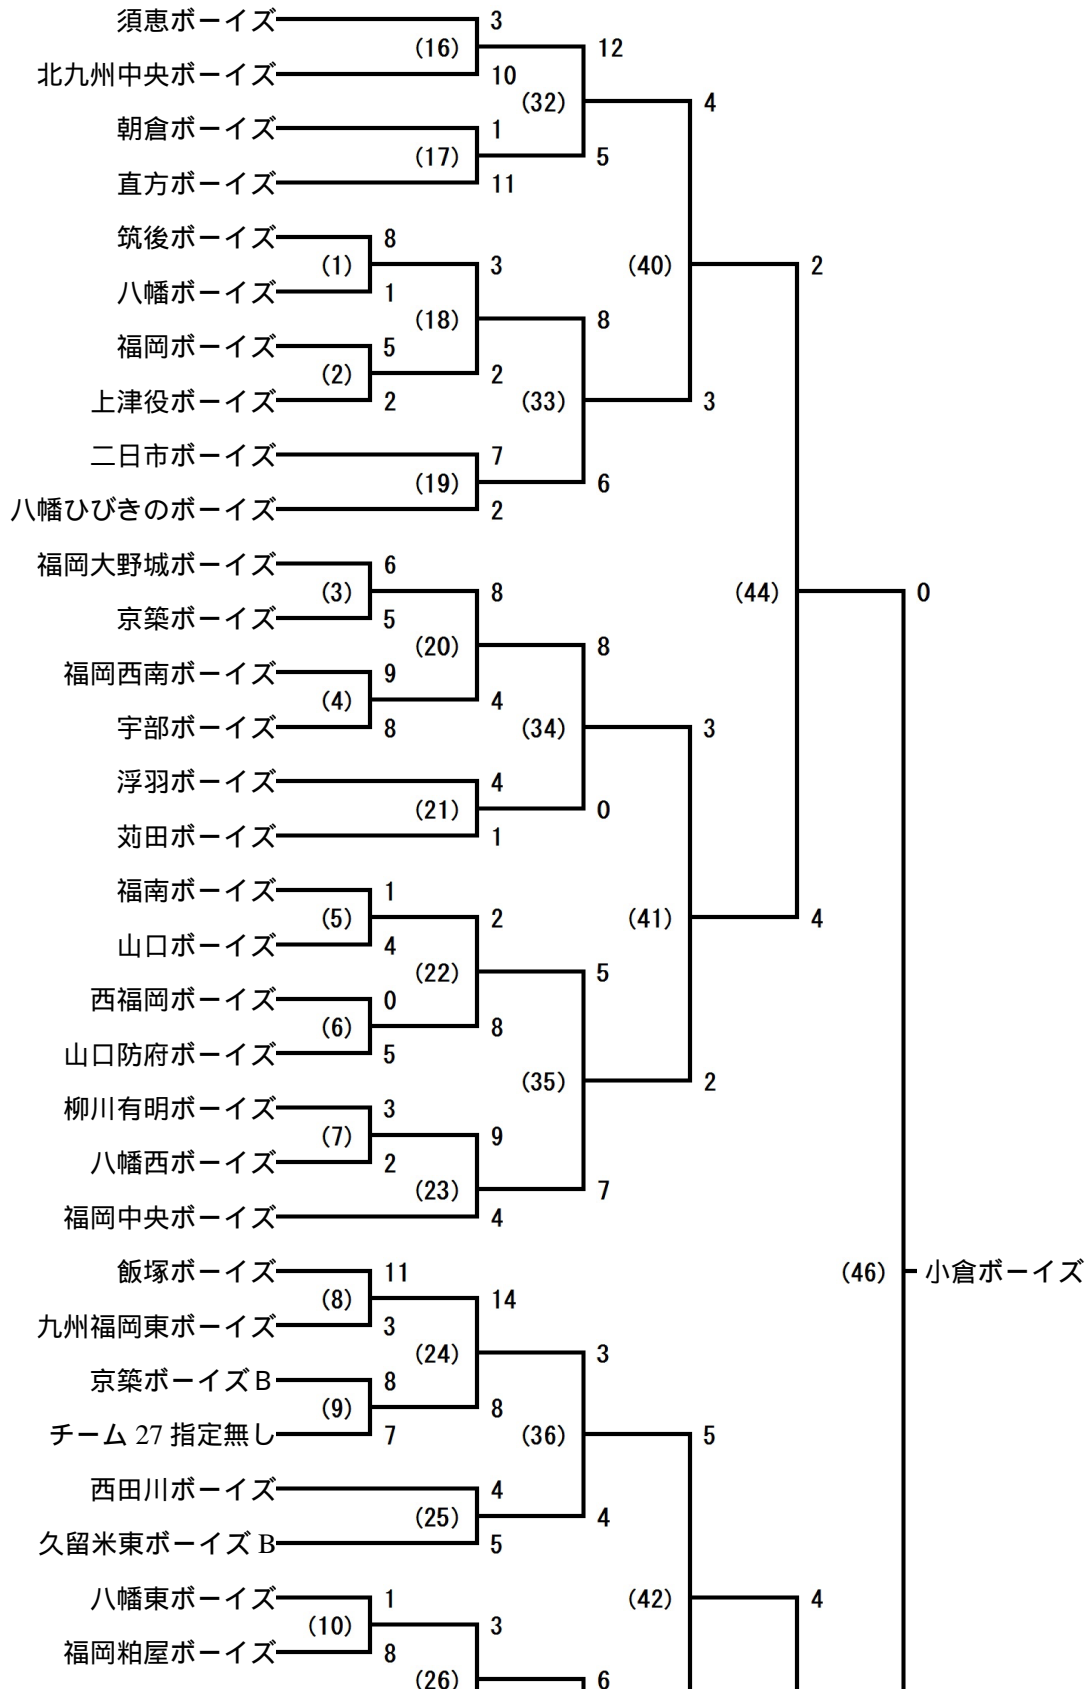 須恵ボーイズ 3
(16) 12
北九州中央ボーイズ 10
(32) 4
朝倉ボーイズ 1
(17) 5
直方ボーイズ 11
筑後ボーイズ 8
(1) 3 (40) 2
八幡ボーイズ 1
(18) 8
福岡ボーイズ 5
(2) 2
上津役ボーイズ 2 (33) 3
二日市ボーイズ 7
(19) 6
八幡ひびきのボーイズ 2
福岡大野城ボーイズ 6
(3) 8 (44) 0
京築ボーイズ 5
(20) 8
福岡西南ボーイズ 9
(4) 4
宇部ボーイズ 8 (34) 3
浮羽ボーイズ 4
(21) 0
苅田ボーイズ 1
福南ボーイズ 1
(5) 2 (41) 4
山口ボーイズ 4
(22) 5
西福岡ボーイズ 0
(6) 8
山口防府ボーイズ 5
(35) 2
柳川有明ボーイズ 3
(7) 9
八幡西ボーイズ 2
(23) 7
福岡中央ボーイズ 4
飯塚ボーイズ 11 (46) 小倉ボーイズ
(8) 14
九州福岡東ボーイズ 3
(24) 3
京築ボーイズB 8
(9) 8
チーム 27 指定無し 7 (36) 5
西田川ボーイズ 4
(25) 4
久留米東ボーイズ B 5
八幡東ボーイズ 1 (42) 4
(10) 3
福岡粕屋ボーイズ 8
(26) 6